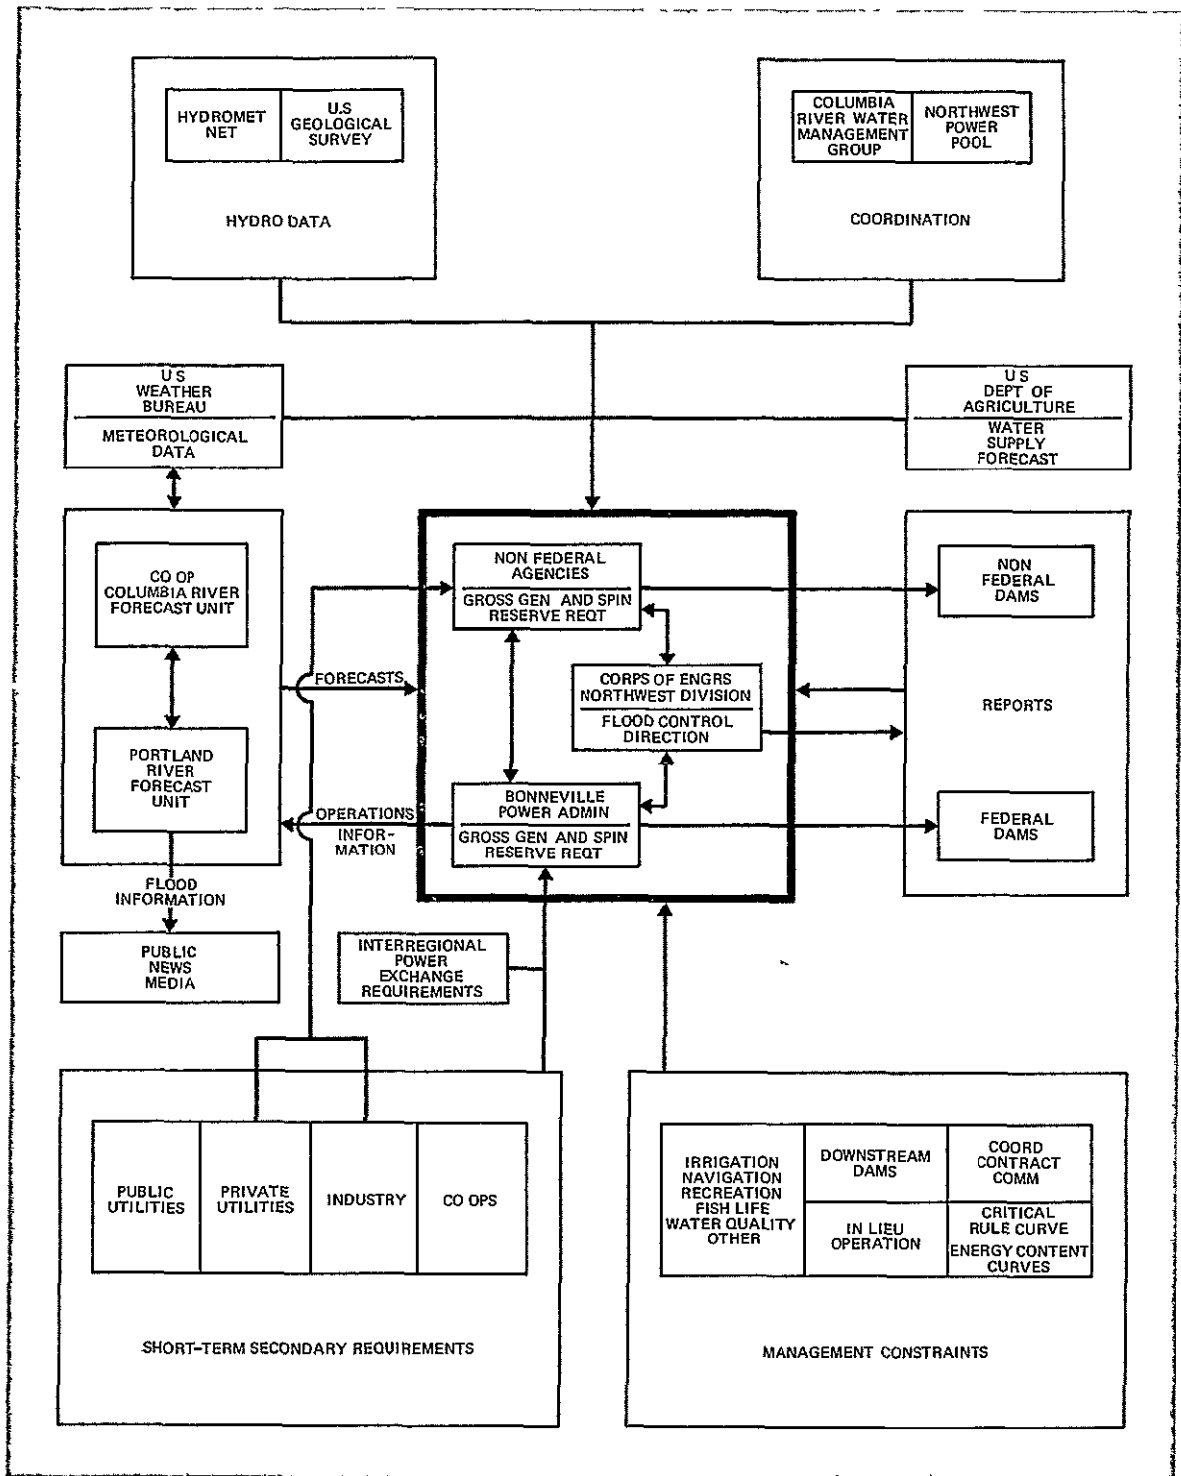 HYDROMET
NET
U.S
GEOLOGICAL
SURVEY
HYDRO DATA
COLUMBIA
RIVER WATER
MANAGEMENT
GROUP
NORTHWEST
POWER
POOL
COORDINATION
U S
WEATHER
BUREAU
METEOROLOGICAL
DATA
U S
DEPT OF
AGRICULTURE
WATER
SUPPLY
FORECAST
CO OP
COLUMBIA RIVER
FORECAST UNIT
PORTLAND
RIVER
FORECAST
UNIT
FORECASTS
OPERATIONS
INFOR-
MATION
NON FEDERAL
AGENCIES
GROSS GEN AND SPIN
RESERVE REQT
CORPS OF ENGRS
NORTHWEST DIVISION
FLOOD CONTROL
DIRECTION
BONNEVILLE
POWER ADMIN
GROSS GEN AND SPIN
RESERVE REQT
NON
FEDERAL
DAMS
REPORTS
FEDERAL
DAMS
FLOOD
INFORMATION
PUBLIC
NEWS
MEDIA
INTERREGIONAL
POWER
EXCHANGE
REQUIREMENTS
PUBLIC
UTILITIES
PRIVATE
UTILITIES
INDUSTRY
CO OPS
SHORT-TERM SECONDARY REQUIREMENTS
IRRIGATION
NAVIGATION
RECREATION
FISH LIFE
WATER QUALITY
OTHER
DOWNSTREAM
DAMS
IN LIEU
OPERATION
COORD
CONTRACT
COMM
CRITICAL
RULE CURVE
ENERGY CONTENT
CURVES
MANAGEMENT CONSTRAINTS